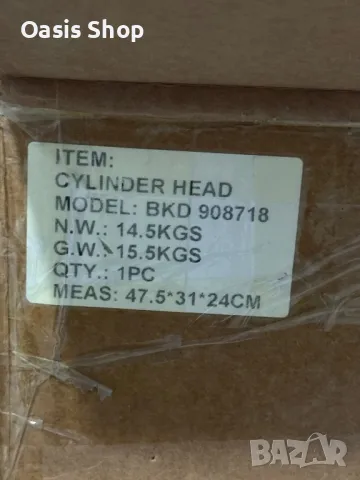 Oasis Shop
ITEM:
CYLINDER HEAD
MODEL: BKD 908718
N.W.: 14.5KGS
G.W.: 15.5KGS
QTY.: 1PC
MEAS: 47.5*31*24CM
BAZAR